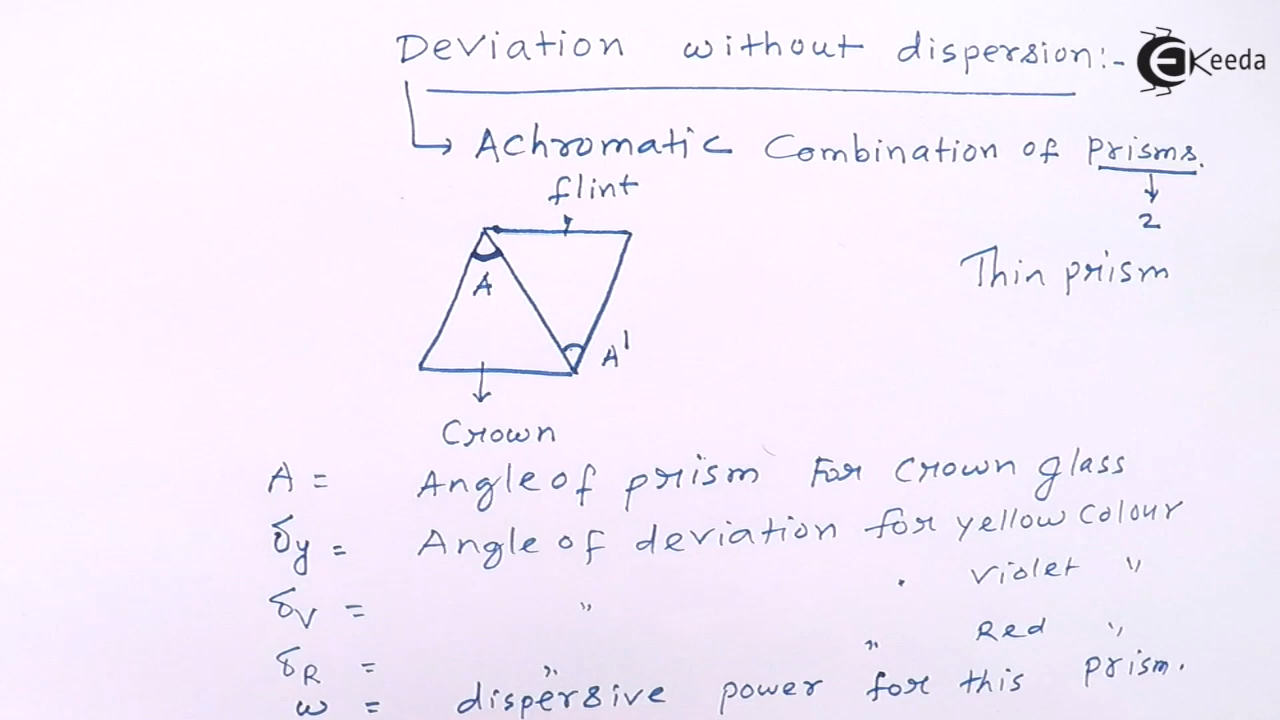 Deviation without dispersion:-
EKeeda
↳ Achromatic Combination of prisms.
↓
2
flint
Thin prism
A
A'
Crown
A = Angle of prism For Crown glass
δy = Angle of deviation for yellow Colour
δV = " . Violet "
δR = " " Red "
ω = dispersive power for this prism.